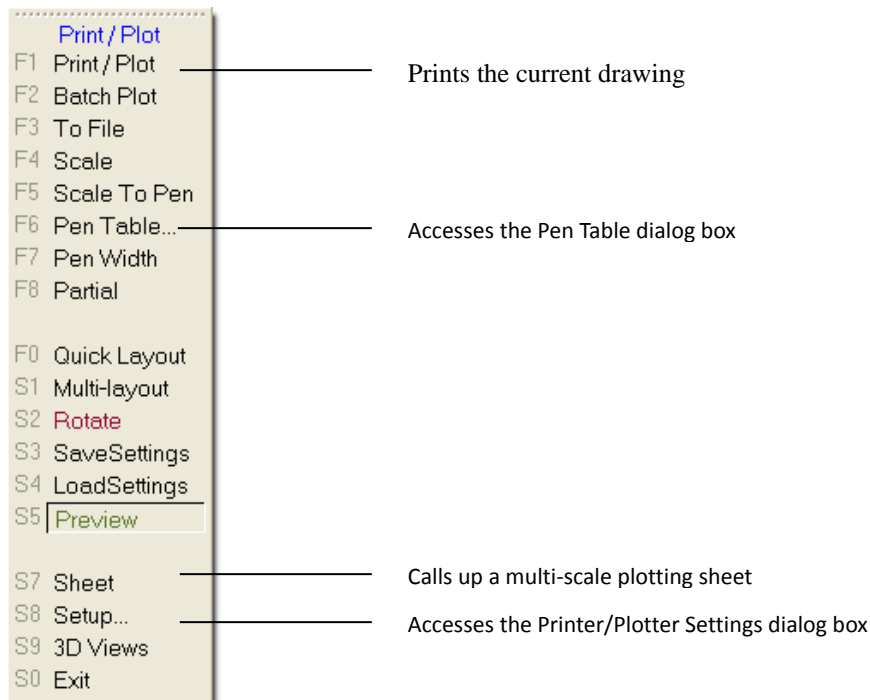 Print / Plot
F1 Print / Plot Prints the current drawing
F2 Batch Plot
F3 To File
F4 Scale
F5 Scale To Pen
F6 Pen Table... Accesses the Pen Table dialog box
F7 Pen Width
F8 Partial
F0 Quick Layout
S1 Multi-layout
S2 Rotate
S3 SaveSettings
S4 LoadSettings
S5 Preview
S7 Sheet Calls up a multi-scale plotting sheet
S8 Setup... Accesses the Printer/Plotter Settings dialog box
S9 3D Views
S0 Exit